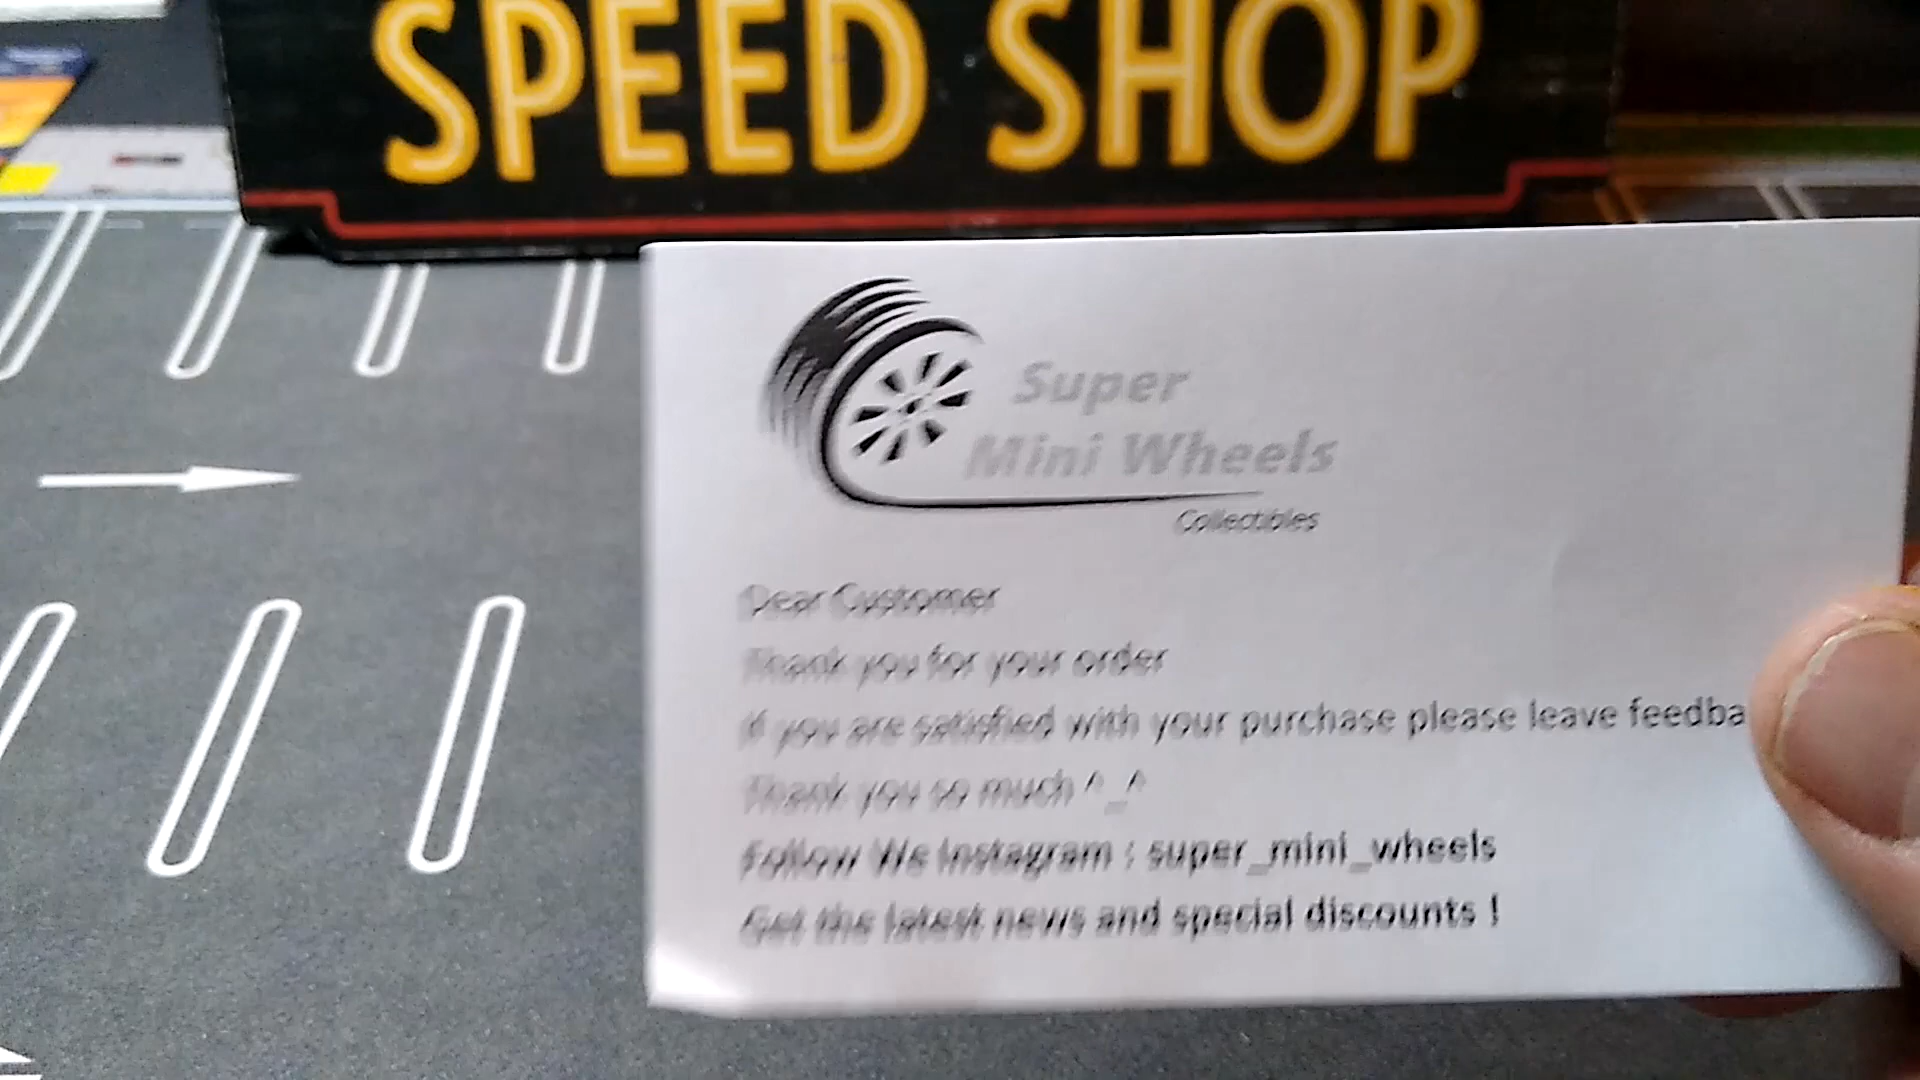 SPEED SHOP
Super
Mini Wheels
Collectibles
Dear Customer
Thank you for your order
If you are satisfied with your purchase please leave feedba
Thank you so much ^_^
Follow We Instagram : super_mini_wheels
Get the latest news and special discounts !